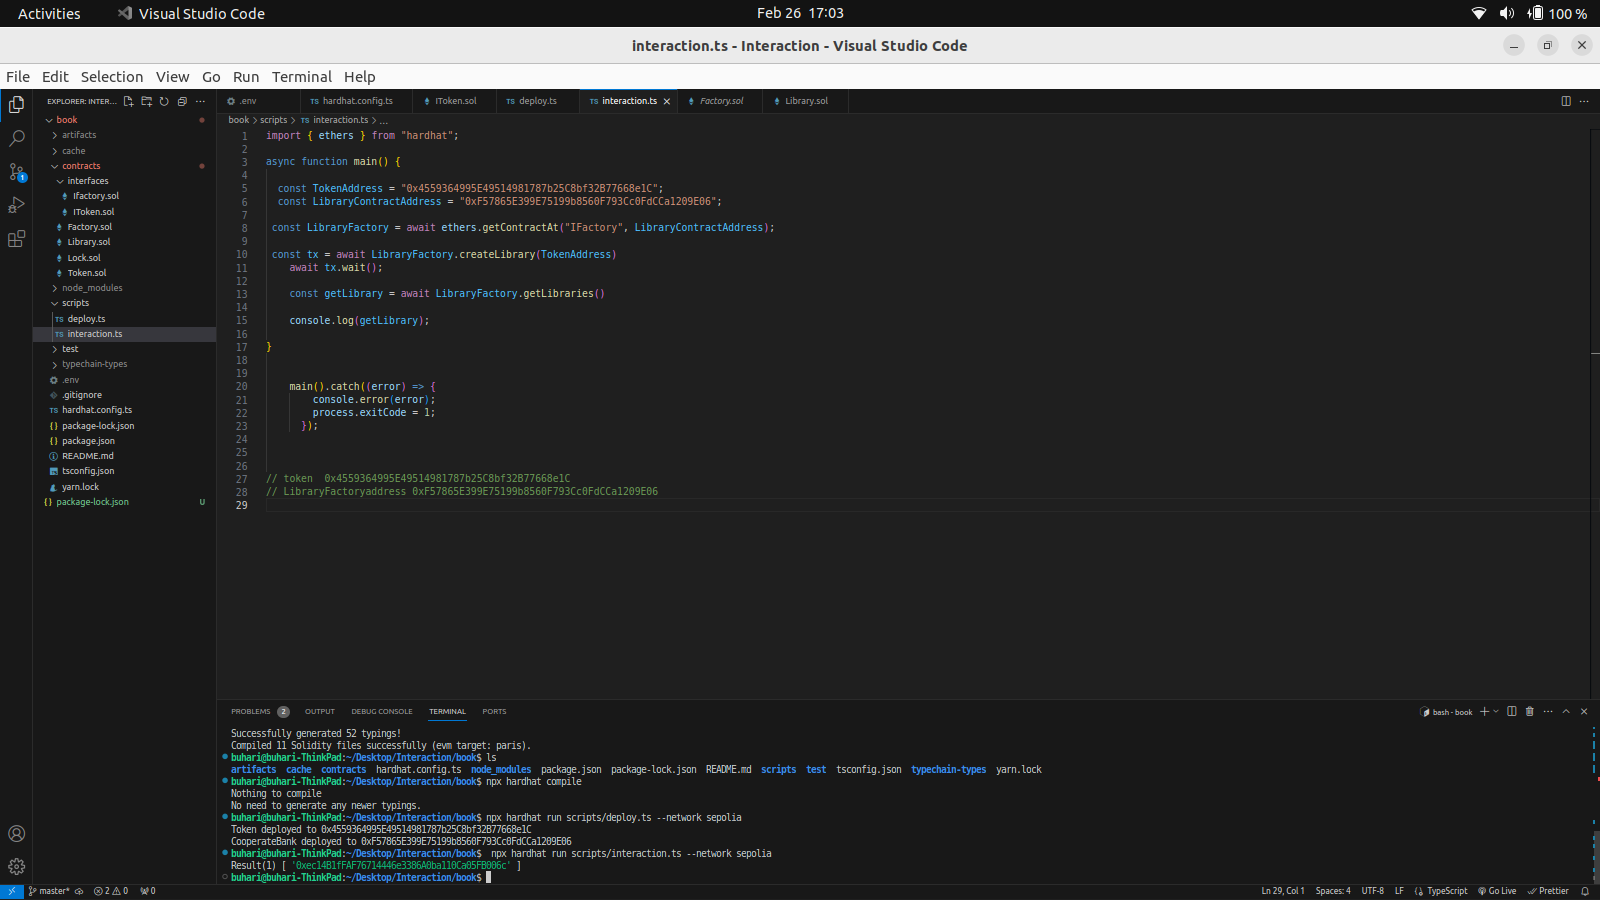 Activities
Visual Studio Code
Feb 26 17:03
100 %
interaction.ts - Interaction - Visual Studio Code
File Edit Selection View Go Run Terminal Help
EXPLORER: INTER...
book
artifacts
cache
contracts
interfaces
Ifactory.sol
IToken.sol
Factory.sol
Library.sol
Lock.sol
Token.sol
node_modules
scripts
TS deploy.ts
TS interaction.ts
test
typechain-types
.env
.gitignore
TS hardhat.config.ts
{} package-lock.json
{} package.json
README.md
tsconfig.json
yarn.lock
{} package-lock.json U
.env TS hardhat.config.ts IToken.sol TS deploy.ts TS interaction.ts Factory.sol Library.sol
book > scripts > TS interaction.ts > ...
1 import { ethers } from "hardhat";
2
3 async function main() {
4
5 const TokenAddress = "0x4559364995E49514981787b25C8bf32B77668e1C";
6 const LibraryContractAddress = "0xF57865E399E75199b8560F793Cc0FdCCa1209E06";
7
8 const LibraryFactory = await ethers.getContractAt("IFactory", LibraryContractAddress);
9
10 const tx = await LibraryFactory.createLibrary(TokenAddress)
11 await tx.wait();
12
13 const getLibrary = await LibraryFactory.getLibraries()
14
15 console.log(getLibrary);
16
17 }
18
19
20 main().catch((error) => {
21 console.error(error);
22 process.exitCode = 1;
23 });
24
25
26
27 // token 0x4559364995E49514981787b25C8bf32B77668e1C
28 // LibraryFactoryaddress 0xF57865E399E75199b8560F793Cc0FdCCa1209E06
29
PROBLEMS 2 OUTPUT DEBUG CONSOLE TERMINAL PORTS
bash - book
Successfully generated 52 typings!
Compiled 11 Solidity files successfully (evm target: paris).
buhari@buhari-ThinkPad:~/Desktop/Interaction/book$ ls
artifacts cache contracts hardhat.config.ts node_modules package.json package-lock.json README.md scripts test tsconfig.json typechain-types yarn.lock
buhari@buhari-ThinkPad:~/Desktop/Interaction/book$ npx hardhat compile
Nothing to compile
No need to generate any newer typings.
buhari@buhari-ThinkPad:~/Desktop/Interaction/book$ npx hardhat run scripts/deploy.ts --network sepolia
Token deployed to 0x4559364995E49514981787b25C8bf32B77668e1C
CooperateBank deployed to 0xF57865E399E75199b8560F793Cc0FdCCa1209E06
buhari@buhari-ThinkPad:~/Desktop/Interaction/book$ npx hardhat run scripts/interaction.ts --network sepolia
Result(1) [ '0xec14B1fFAF76714446e3386A0ba110Ca05FB006c' ]
buhari@buhari-ThinkPad:~/Desktop/Interaction/book$
master* 2 0 0
Ln 29, Col 1 Spaces: 4 UTF-8 LF TypeScript Go Live Prettier